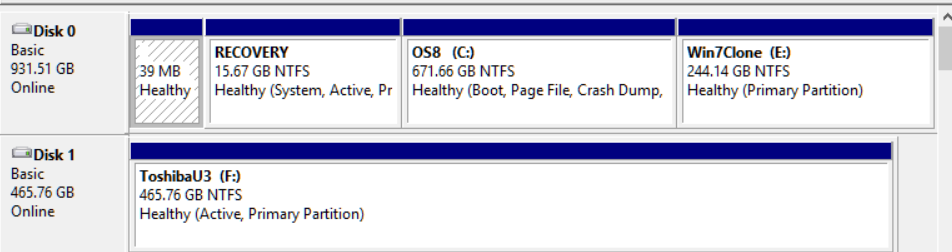 Disk 0
Basic
931.51 GB
Online
39 MB
Healthy
RECOVERY
15.67 GB NTFS
Healthy (System, Active, Pr
OS8 (C:)
671.66 GB NTFS
Healthy (Boot, Page File, Crash Dump,
Win7Clone (E:)
244.14 GB NTFS
Healthy (Primary Partition)
Disk 1
Basic
465.76 GB
Online
ToshibaU3 (F:)
465.76 GB NTFS
Healthy (Active, Primary Partition)